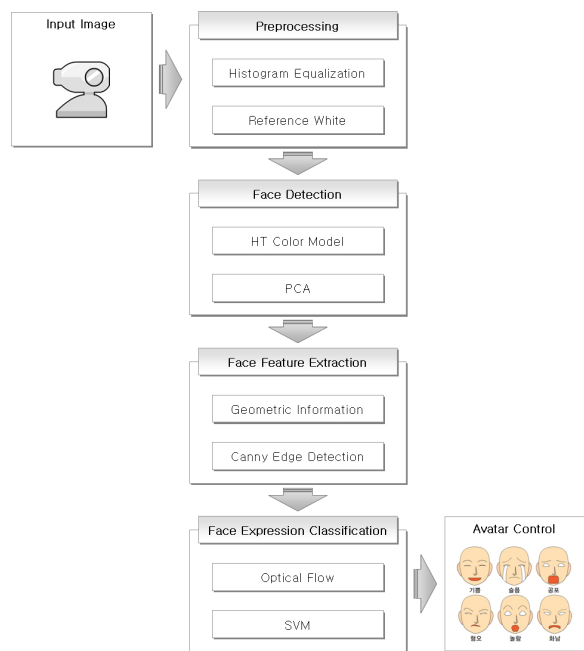 Input Image
Preprocessing
Histogram Equalization
Reference White
Face Detection
HT Color Model
PCA
Face Feature Extraction
Geometric Information
Canny Edge Detection
Face Expression Classification
Optical Flow
SVM
Avatar Control
기쁨 슬픔 공포
혐오 놀람 화남